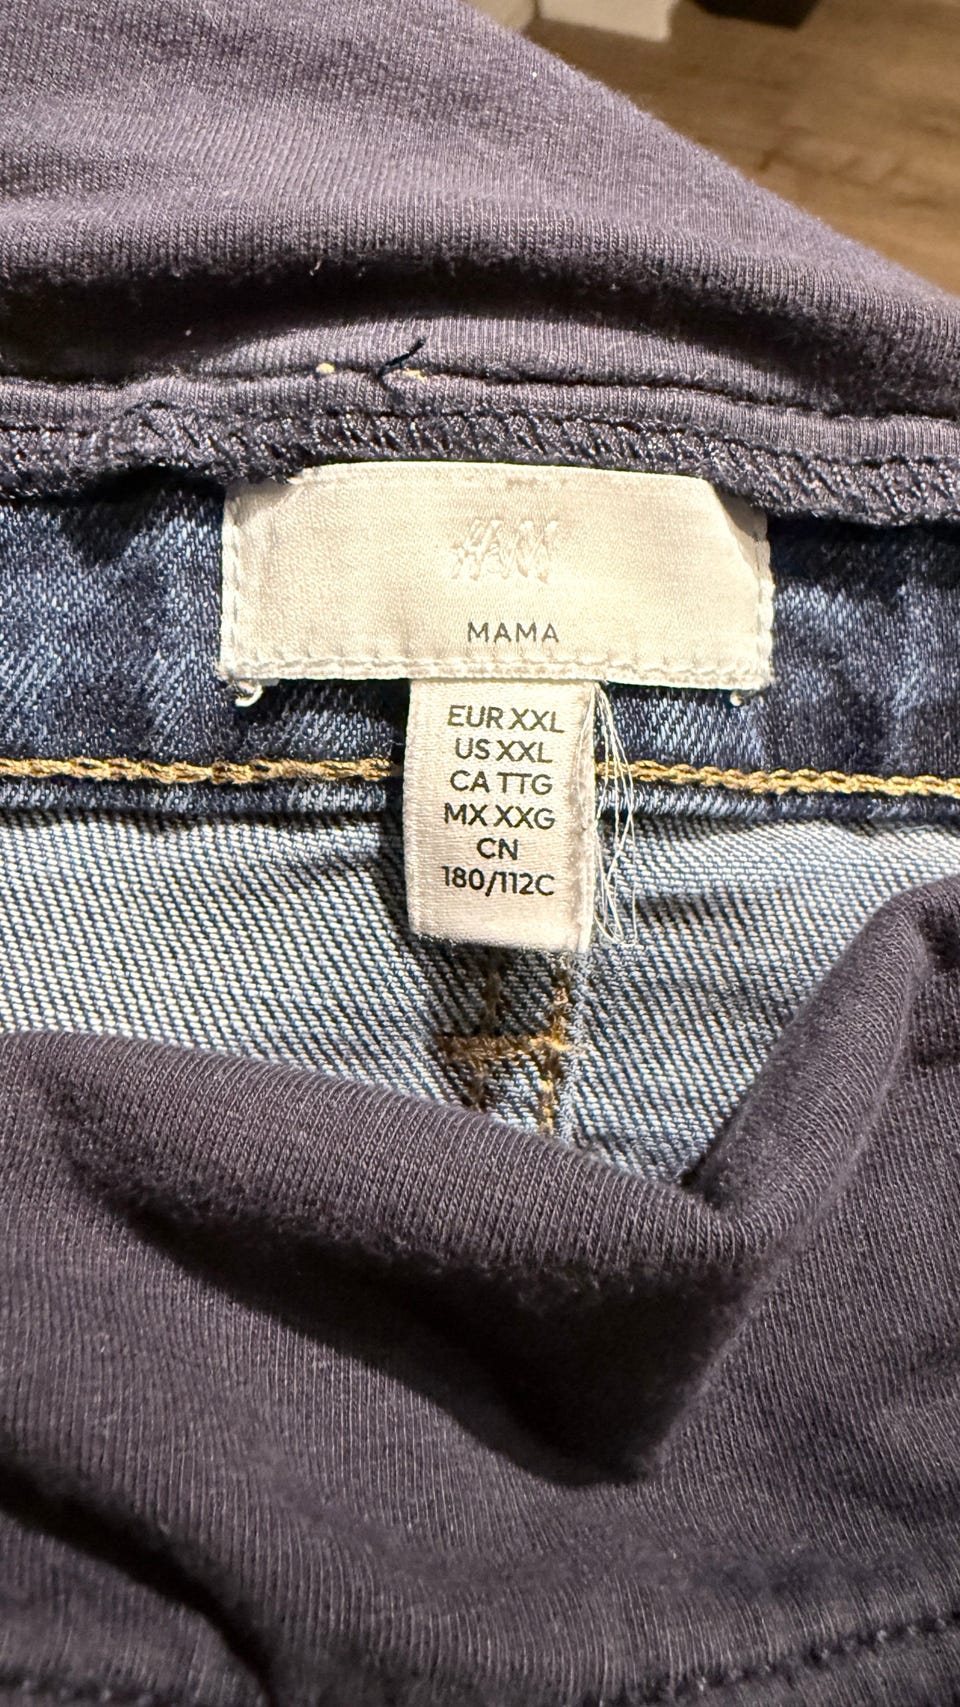 H&M
MAMA
EUR XXL
US XXL
CA TTG
MX XXG
CN
180/112C